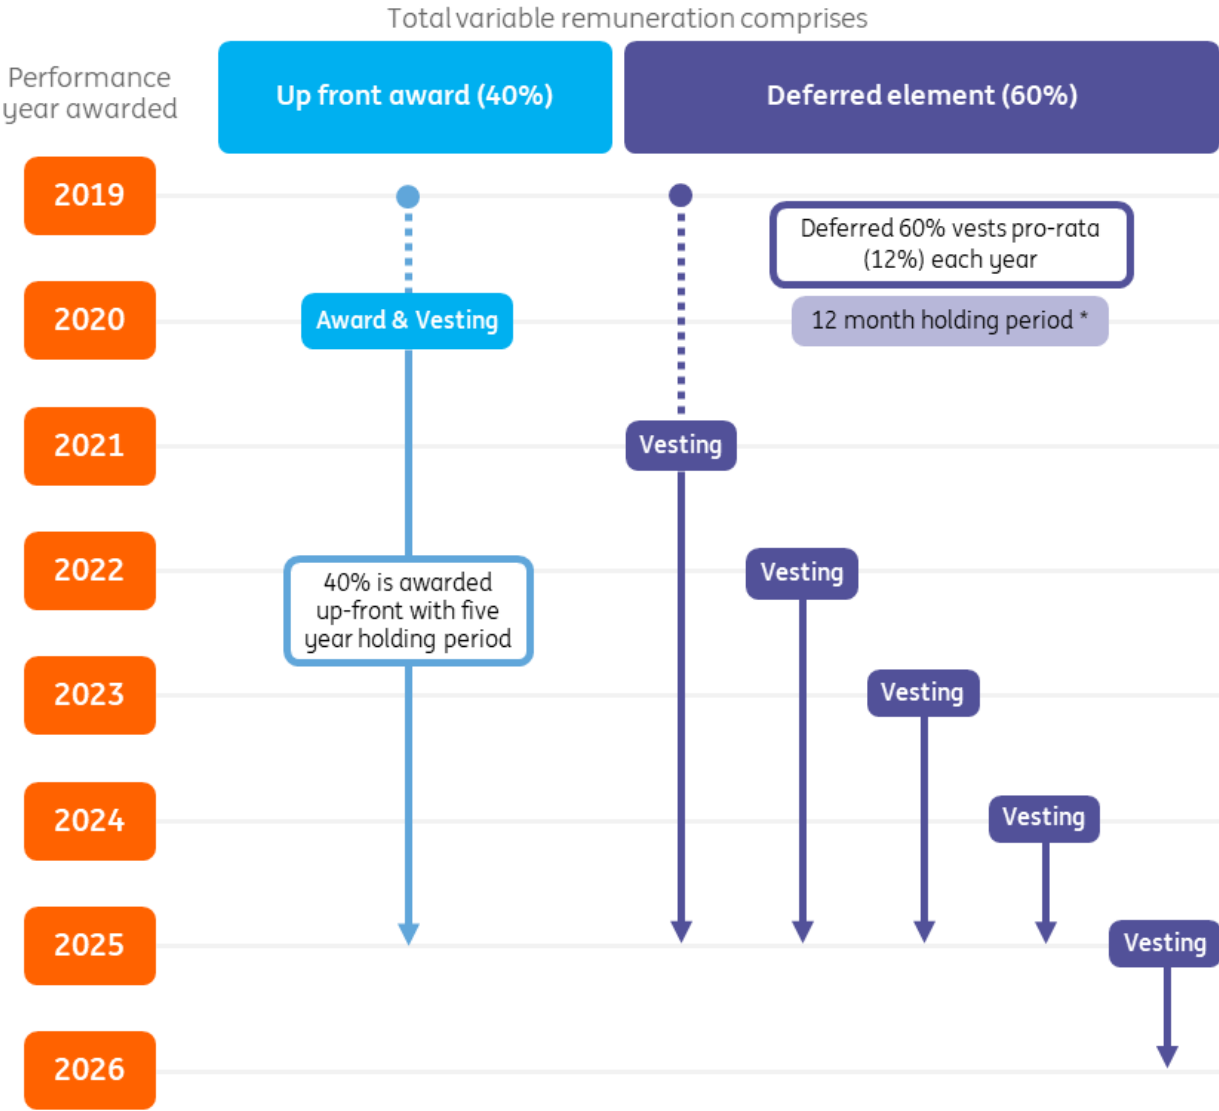 Total variable remuneration comprises
Performance
year awarded
Up front award (40%)
Deferred element (60%)
2019
Deferred 60% vests pro-rata
(12%) each year
2020
Award & Vesting
12 month holding period *
2021
Vesting
2022
Vesting
40% is awarded
up-front with five
year holding period
2023
Vesting
2024
Vesting
2025
Vesting
2026